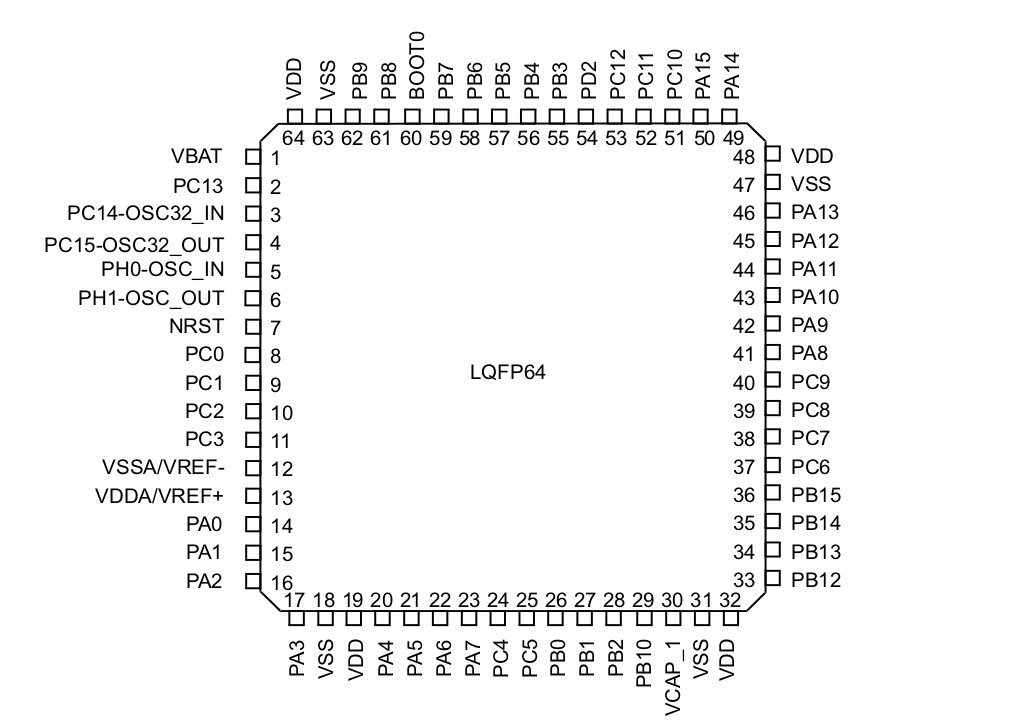 VDD VSS PB9 PB8 BOOT0 PB7 PB6 PB5 PB4 PB3 PD2 PC12 PC11 PC10 PA15 PA14
64 63 62 61 60 59 58 57 56 55 54 53 52 51 50 49
VBAT 1 48 VDD
PC13 2 47 VSS
PC14-OSC32_IN 3 46 PA13
PC15-OSC32_OUT 4 45 PA12
PH0-OSC_IN 5 44 PA11
PH1-OSC_OUT 6 43 PA10
NRST 7 42 PA9
PC0 8 41 PA8
LQFP64
PC1 9 40 PC9
PC2 10 39 PC8
PC3 11 38 PC7
VSSA/VREF- 12 37 PC6
VDDA/VREF+ 13 36 PB15
PA0 14 35 PB14
PA1 15 34 PB13
PA2 16 33 PB12
17 18 19 20 21 22 23 24 25 26 27 28 29 30 31 32
PA3 VSS VDD PA4 PA5 PA6 PA7 PC4 PC5 PB0 PB1 PB2 PB10 VCAP_1 VSS VDD